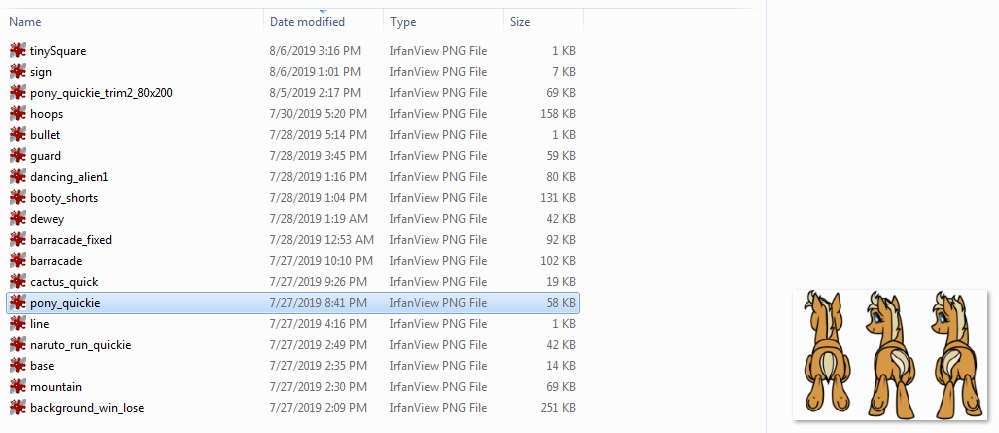 Name Date modified Type Size
tinySquare 8/6/2019 3:16 PM IrfanView PNG File 1 KB
sign 8/6/2019 1:01 PM IrfanView PNG File 7 KB
pony_quickie_trim2_80x200 8/5/2019 2:17 PM IrfanView PNG File 69 KB
hoops 7/30/2019 5:20 PM IrfanView PNG File 158 KB
bullet 7/28/2019 5:14 PM IrfanView PNG File 1 KB
guard 7/28/2019 3:45 PM IrfanView PNG File 59 KB
dancing_alien1 7/28/2019 1:16 PM IrfanView PNG File 80 KB
booty_shorts 7/28/2019 1:04 PM IrfanView PNG File 131 KB
dewey 7/28/2019 1:19 AM IrfanView PNG File 42 KB
barracade_fixed 7/28/2019 12:53 AM IrfanView PNG File 92 KB
barracade 7/27/2019 10:10 PM IrfanView PNG File 102 KB
cactus_quick 7/27/2019 9:26 PM IrfanView PNG File 19 KB
pony_quickie 7/27/2019 8:41 PM IrfanView PNG File 58 KB
line 7/27/2019 4:16 PM IrfanView PNG File 1 KB
naruto_run_quickie 7/27/2019 2:49 PM IrfanView PNG File 42 KB
base 7/27/2019 2:35 PM IrfanView PNG File 14 KB
mountain 7/27/2019 2:30 PM IrfanView PNG File 69 KB
background_win_lose 7/27/2019 2:09 PM IrfanView PNG File 251 KB